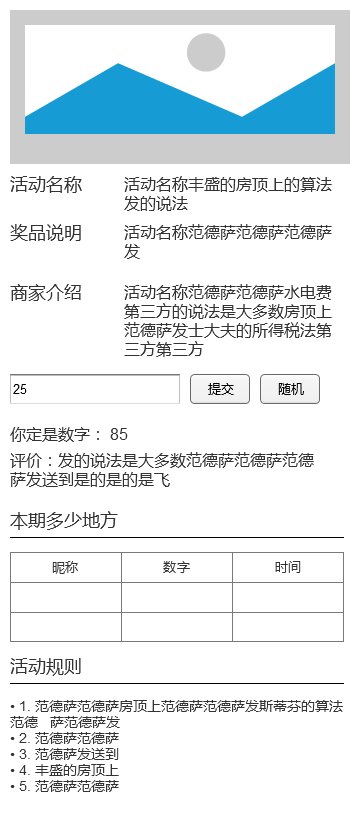 活动名称
活动名称丰盛的房顶上的算法
发的说法
奖品说明
活动名称范德萨范德萨范德萨
发
商家介绍
活动名称范德萨范德萨水电费
第三方的说法是大多数房顶上
范德萨发士大夫的所得税法第
三方第三方
25
提交
随机
你定是数字： 85
评价：发的说法是大多数范德萨范德萨范德
萨发送到是的是的是飞
本期多少地方
昵称
数字
时间
活动规则
• 1. 范德萨范德萨房顶上范德萨范德萨发斯蒂芬的算法
范德 萨范德萨发
• 2. 范德萨范德萨
• 3. 范德萨发送到
• 4. 丰盛的房顶上
• 5. 范德萨范德萨